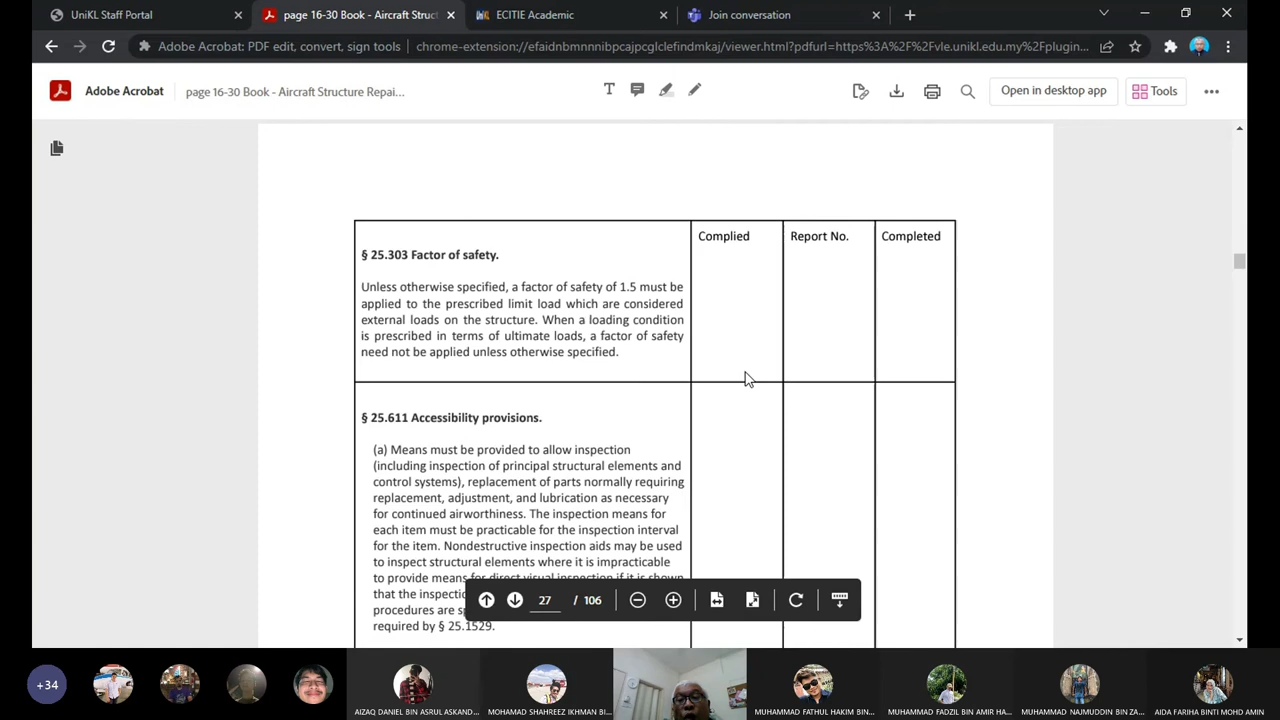 UniKL Staff Portal
page 16-30 Book - Aircraft Struct
ECITIE Academic
Join conversation
Adobe Acrobat: PDF edit, convert, sign tools
chrome-extension://efaidnbmnnnibpcajpcglclefindmkaj/viewer.html?pdfurl=https%3A%2F%2Fvle.unikl.edu.my%2Fplugin...
Adobe Acrobat
page 16-30 Book - Aircraft Structure Repai...
Open in desktop app
Tools
Complied
Report No.
Completed
§ 25.303 Factor of safety.
Unless otherwise specified, a factor of safety of 1.5 must be
applied to the prescribed limit load which are considered
external loads on the structure. When a loading condition
is prescribed in terms of ultimate loads, a factor of safety
need not be applied unless otherwise specified.
§ 25.611 Accessibility provisions.
(a) Means must be provided to allow inspection
(including inspection of principal structural elements and
control systems), replacement of parts normally requiring
replacement, adjustment, and lubrication as necessary
for continued airworthiness. The inspection means for
each item must be practicable for the inspection interval
for the item. Nondestructive inspection aids may be used
to inspect structural elements where it is impracticable
to provide means for direct visual inspection if it is shown
that the inspectio
procedures are sp
required by § 25.1529.
27 / 106
+34
AIZAQ DANIEL BIN ASRUL ASKAND...
MOHAMAD SHAHREEZ IKHMAN BI...
MUHAMMAD FATHUL HAKIM BIN...
MUHAMMAD FADZIL BIN AMIR HA...
MUHAMMAD NAJMUDDIN BIN ZA...
AIDA FARIHA BINTI MOHD AMIN